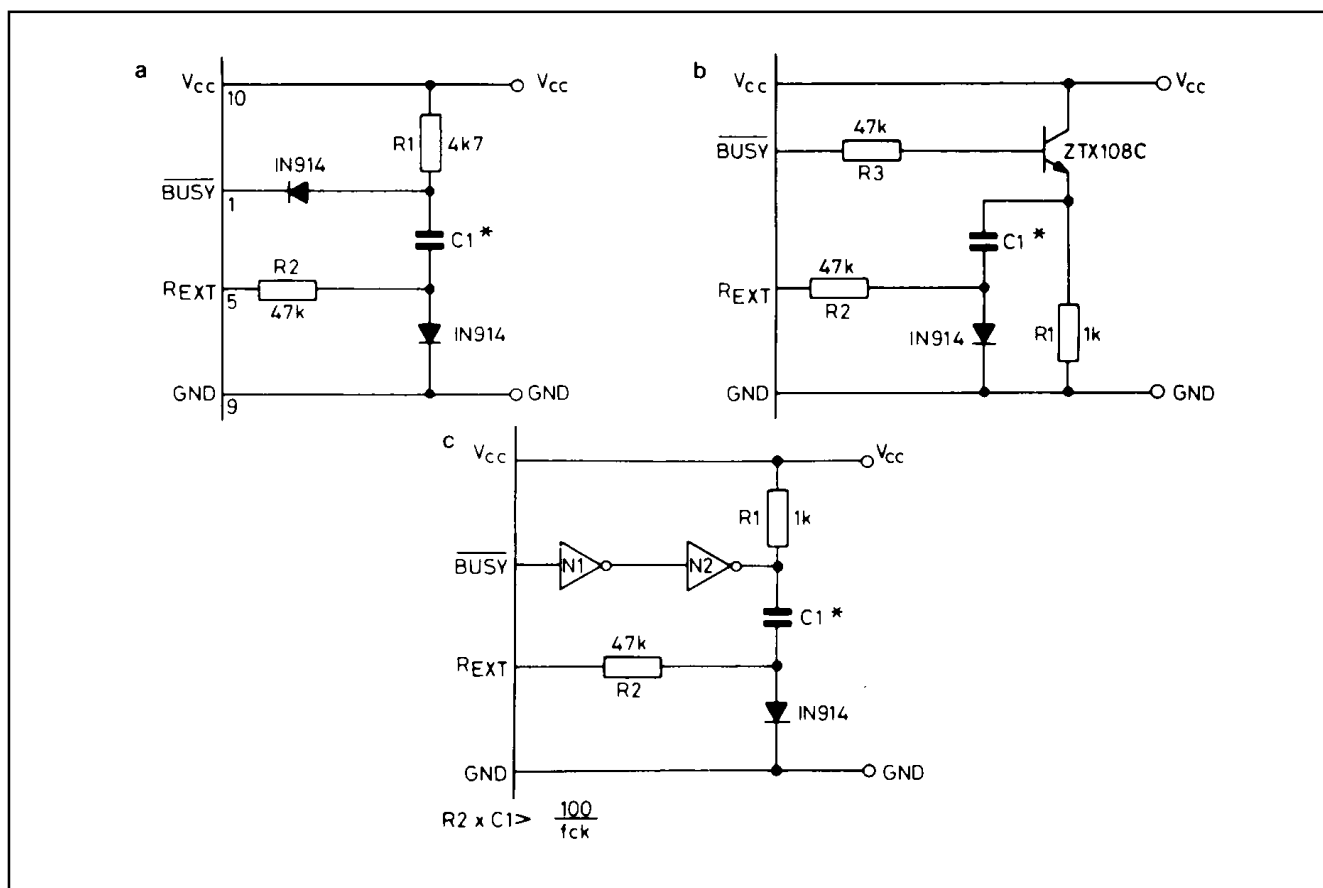 a
Vcc
10
Vcc
R1
4k7
IN914
BUSY
1
C1 *
R2
REXT
5
47k
IN914
GND
9
GND
b
Vcc
Vcc
47k
BUSY
R3
ZTX108C
C1 *
47k
REXT
R2
IN914
R1
1k
GND
GND
c
Vcc
Vcc
R1
1k
BUSY
N1
N2
C1 *
47k
REXT
R2
IN914
GND
GND
R2 x C1 > 100
fck